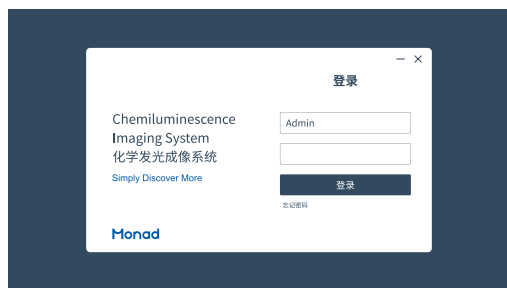 登录
Chemiluminescence
Imaging System
化学发光成像系统
Simply Discover More
Admin
登录
忘记密码
Monad